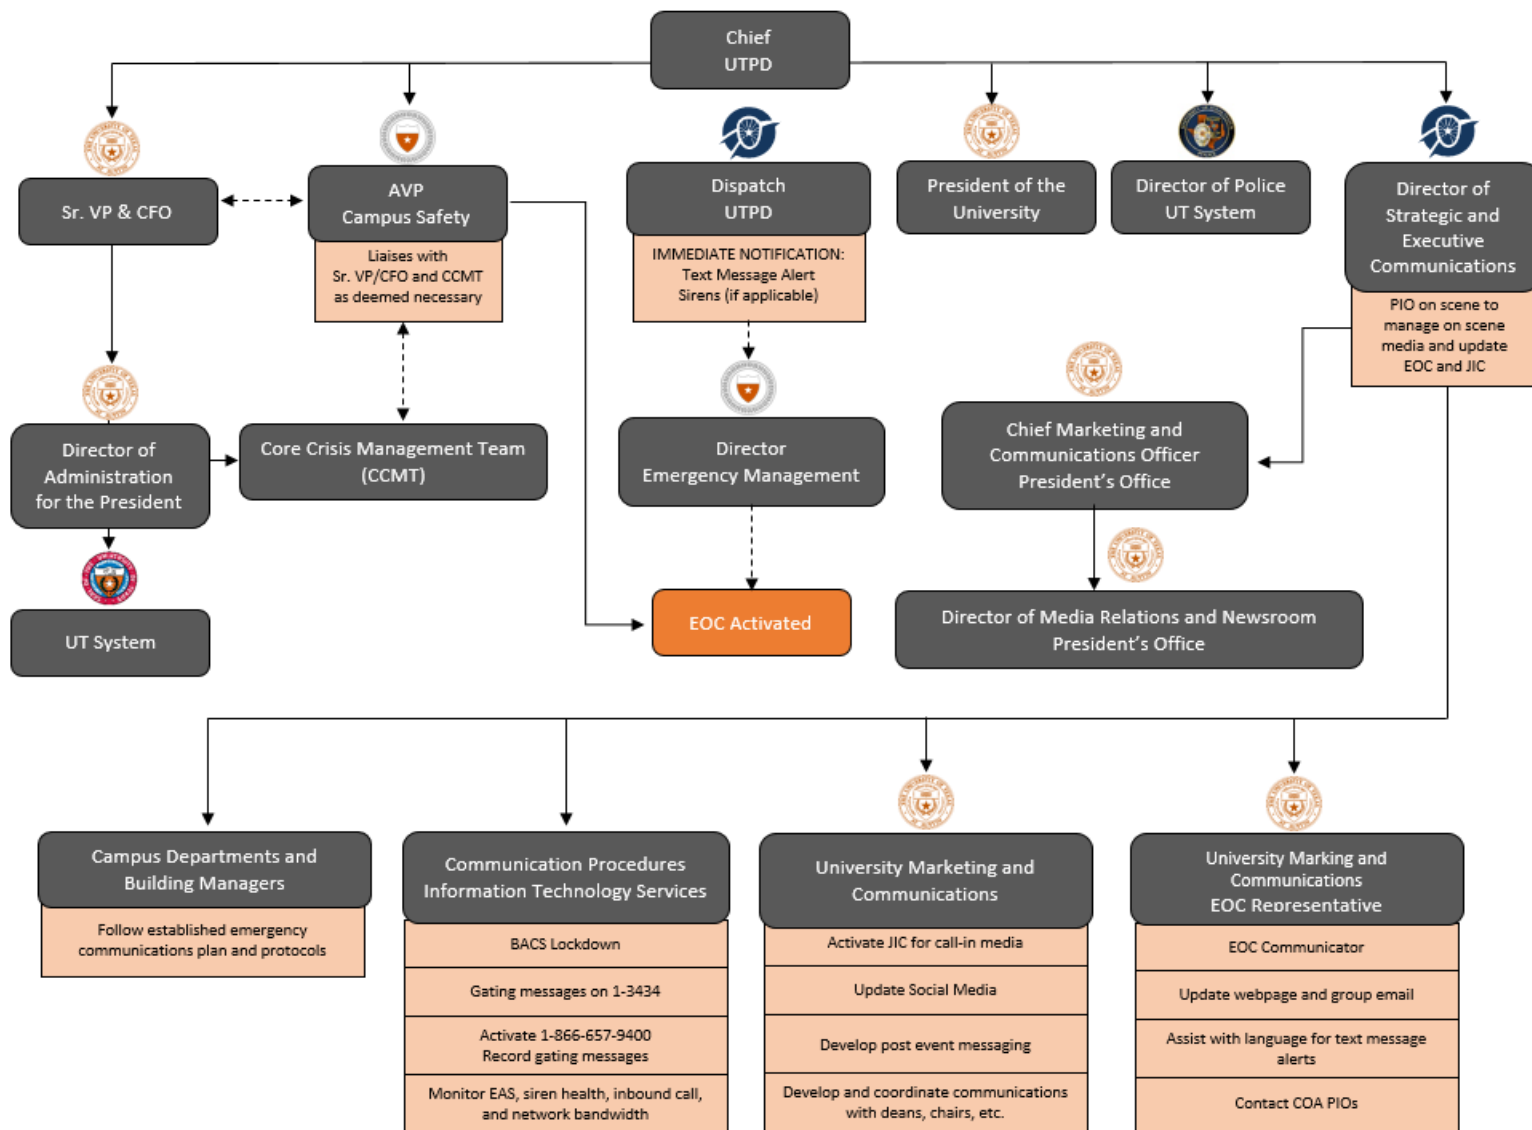 Chief
UTPD
Sr. VP & CFO
AVP
Campus Safety
Liaises with
Sr. VP/CFO and CCMT
as deemed necessary
Dispatch
UTPD
IMMEDIATE NOTIFICATION:
Text Message Alert
Sirens (if applicable)
President of the
University
Director of Police
UT System
Director of
Strategic and
Executive
Communications
PIO on scene to
manage on scene
media and update
EOC and JIC
Director of
Administration
for the President
Core Crisis Management Team
(CCMT)
Director
Emergency Management
Chief Marketing and
Communications Officer
President's Office
UT System
EOC Activated
Director of Media Relations and Newsroom
President's Office
Campus Departments and
Building Managers
Follow established emergency
communications plan and protocols
Communication Procedures
Information Technology Services
BACS Lockdown
Gating messages on 1-3434
Activate 1-866-657-9400
Record gating messages
Monitor EAS, siren health, inbound call,
and network bandwidth
University Marketing and
Communications
Activate JIC for call-in media
Update Social Media
Develop post event messaging
Develop and coordinate communications
with deans, chairs, etc.
University Marking and
Communications
EOC Representative
EOC Communicator
Update webpage and group email
Assist with language for text message
alerts
Contact COA PIOs